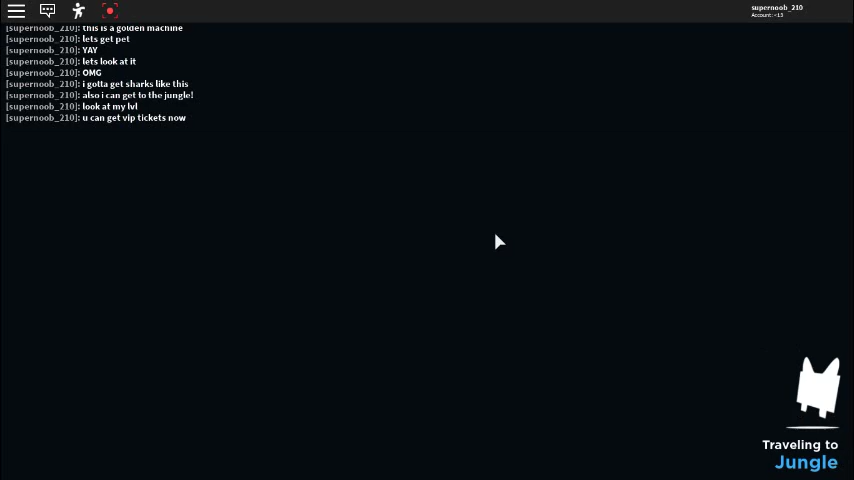 supernoob_210
Account: <13
[supernoob_210]: this is a golden machine
[supernoob_210]: lets get pet
[supernoob_210]: YAY
[supernoob_210]: lets look at it
[supernoob_210]: OMG
[supernoob_210]: i gotta get sharks like this
[supernoob_210]: also i can get to the jungle!
[supernoob_210]: look at my lvl
[supernoob_210]: u can get vip tickets now
Traveling to
Jungle